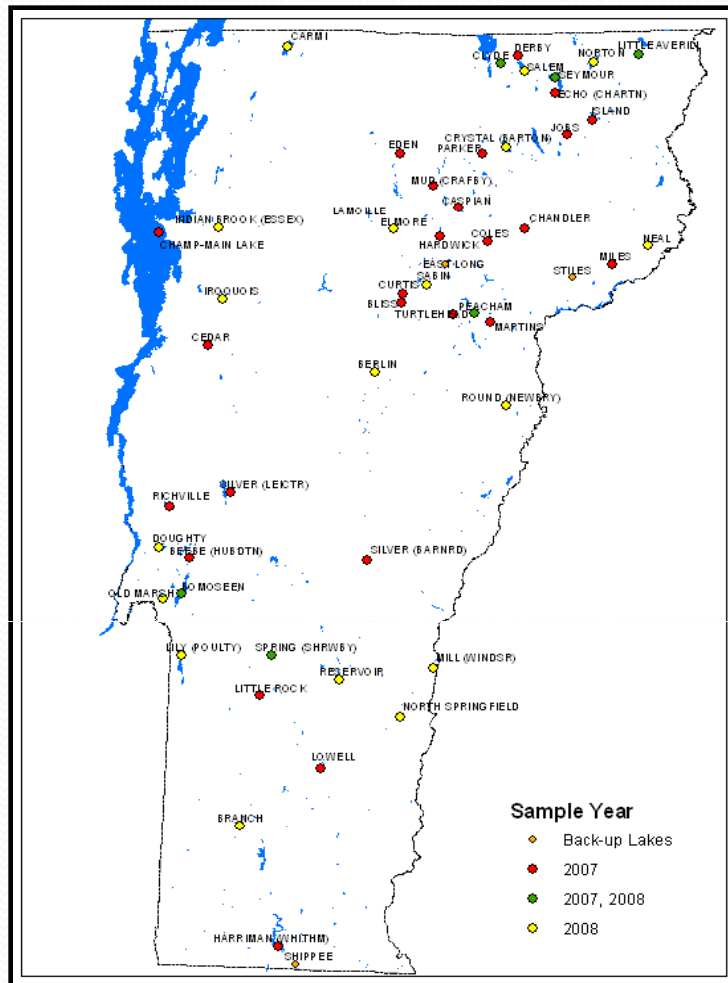 CARMI
DERBY
LITTLE AVERILL
CLYDE
NORTON
SALEM
SEYMOUR
ECHO (CHARTN)
ISLAND
JOBS
CRYSTAL (BARTON)
EDEN
PARKER
MUD (CRAFBY)
CASPIAN
LAMOILLE
INDIAN BROOK (ESSEX)
ELMORE
CHANDLER
CHAMP-MAIN LAKE
HARDWICK
COLES
NEAL
EAST LONG
MILES
STILES
SABIN
CURTIS
IROQUOIS
BLISS
PEACHAM
TURTLEHEAD
MARTINS
CEDAR
BERLIN
ROUND (NEWBRY)
SILVER (LEICTR)
RICHVILLE
DOUGHTY
BEEBE (HUBDTN)
SILVER (BARNRD)
BOMOSEEN
OLD MARSH
LILY (POULTY)
SPRING (SHRWBY)
MILL (WINDSR)
RESERVOIR
LITTLE ROCK
NORTH SPRINGFIELD
LOWELL
BRANCH
HARRIMAN (WHITHM)
SHIPPEE
Sample Year
Back-up Lakes
2007
2007, 2008
2008